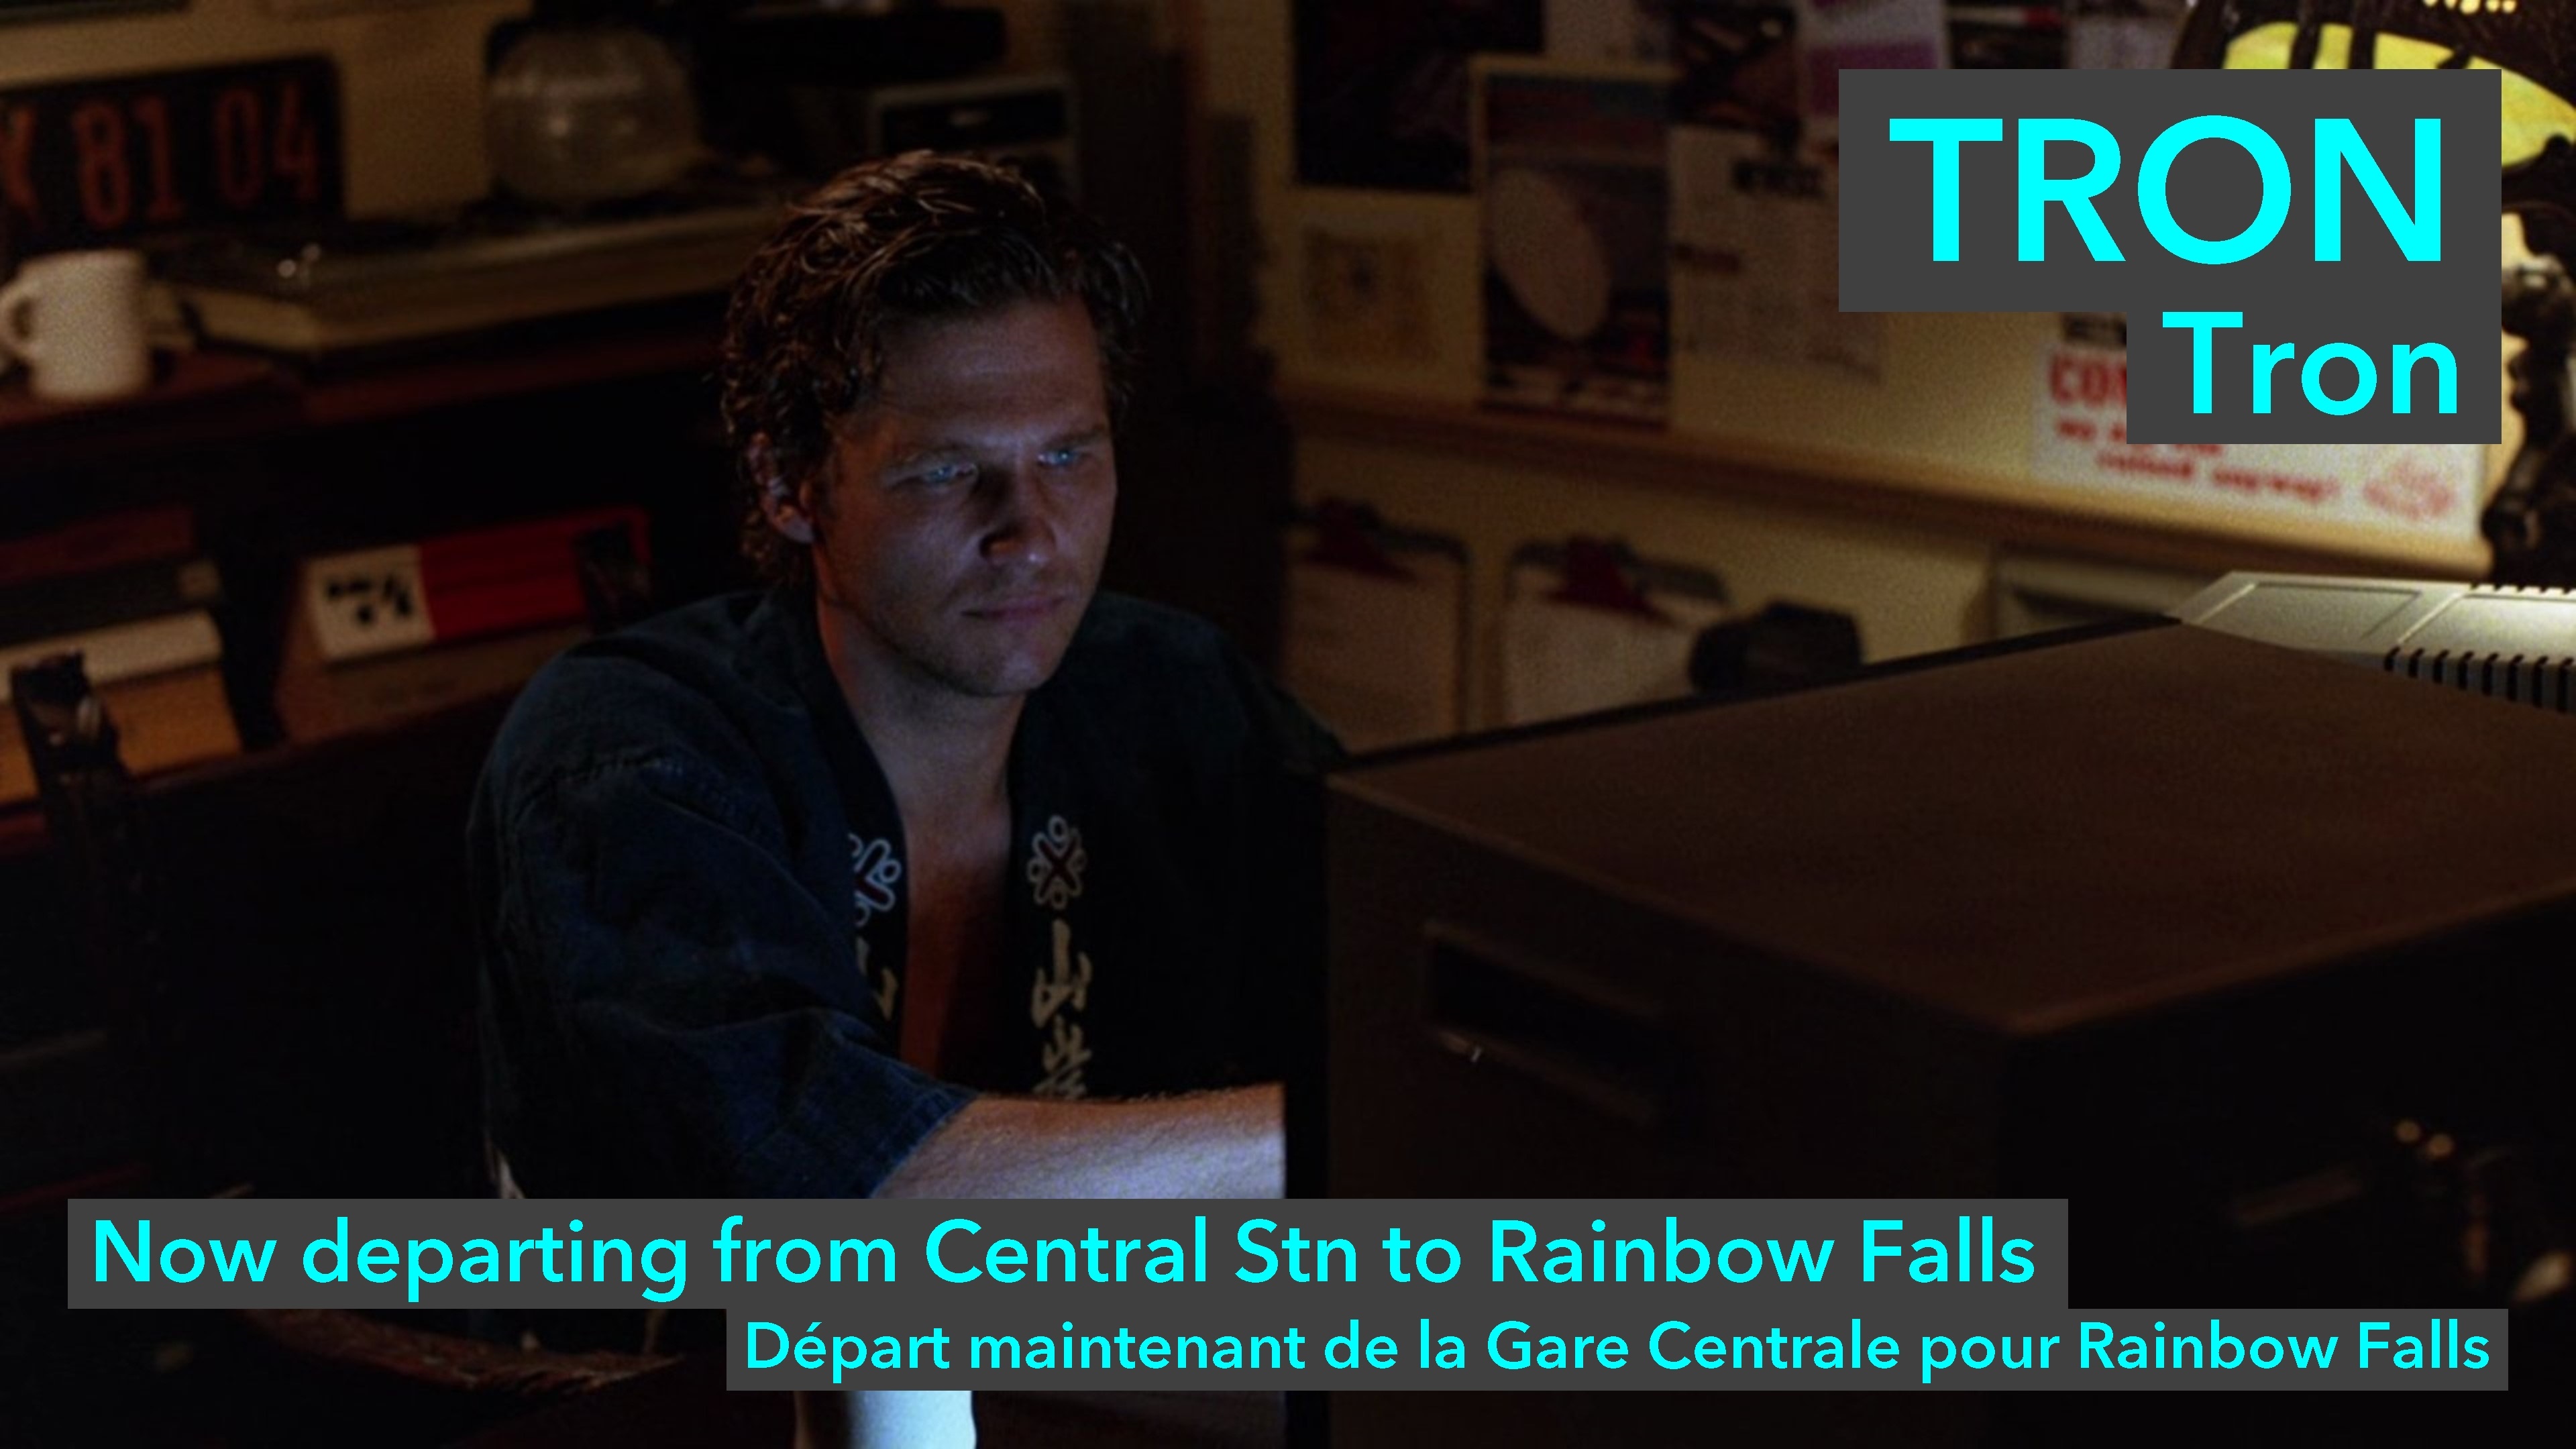 81 04
TRON
Tron
山
Now departing from Central Stn to Rainbow Falls
Départ maintenant de la Gare Centrale pour Rainbow Falls